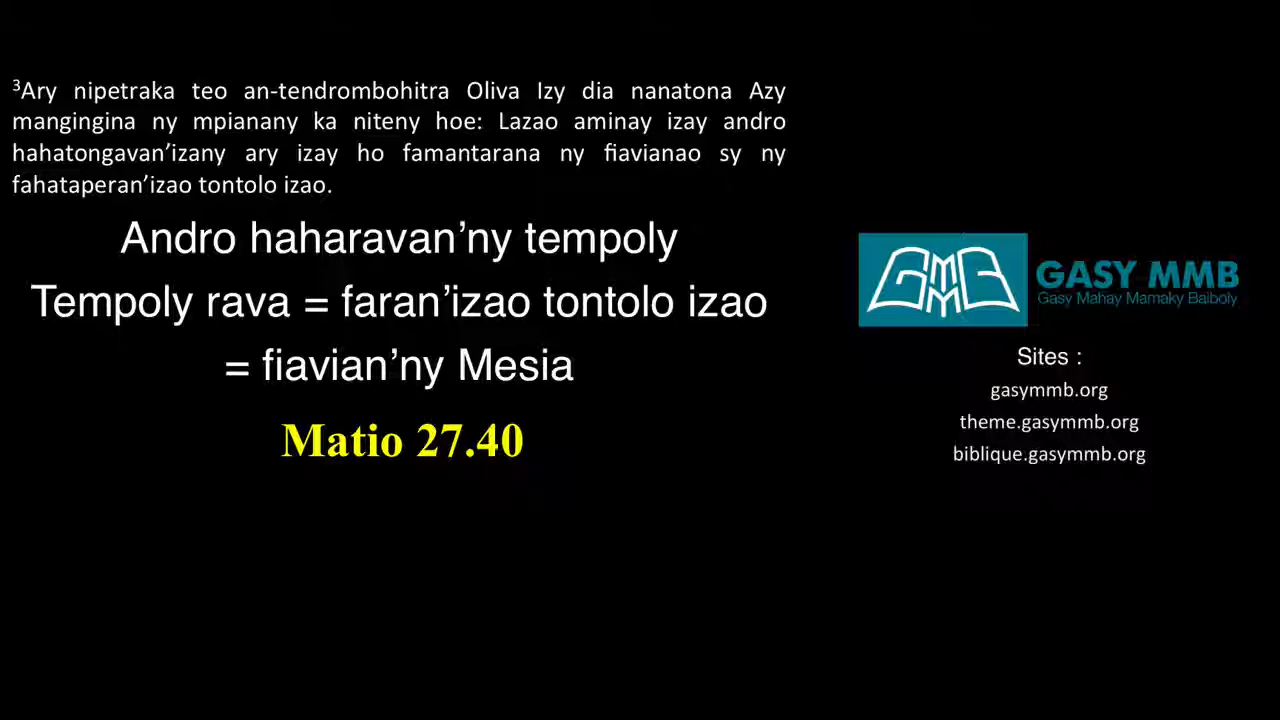 ³Ary nipetraka teo an-tendrombohitra Oliva Izy dia nanatona Azy
mangingina ny mpianany ka niteny hoe: Lazao aminay izay andro
hahatongavan’izany ary izay ho famantarana ny fiavianao sy ny
fahataperan’izao tontolo izao.
Andro haharavan’ny tempoly
Tempoly rava = faran’izao tontolo izao
= fiavian’ny Mesia
Matio 27.40
GMMB
GASY MMB
Gasy Mahay Mamaky Baiboly
Sites :
gasymmb.org
theme.gasymmb.org
biblique.gasymmb.org